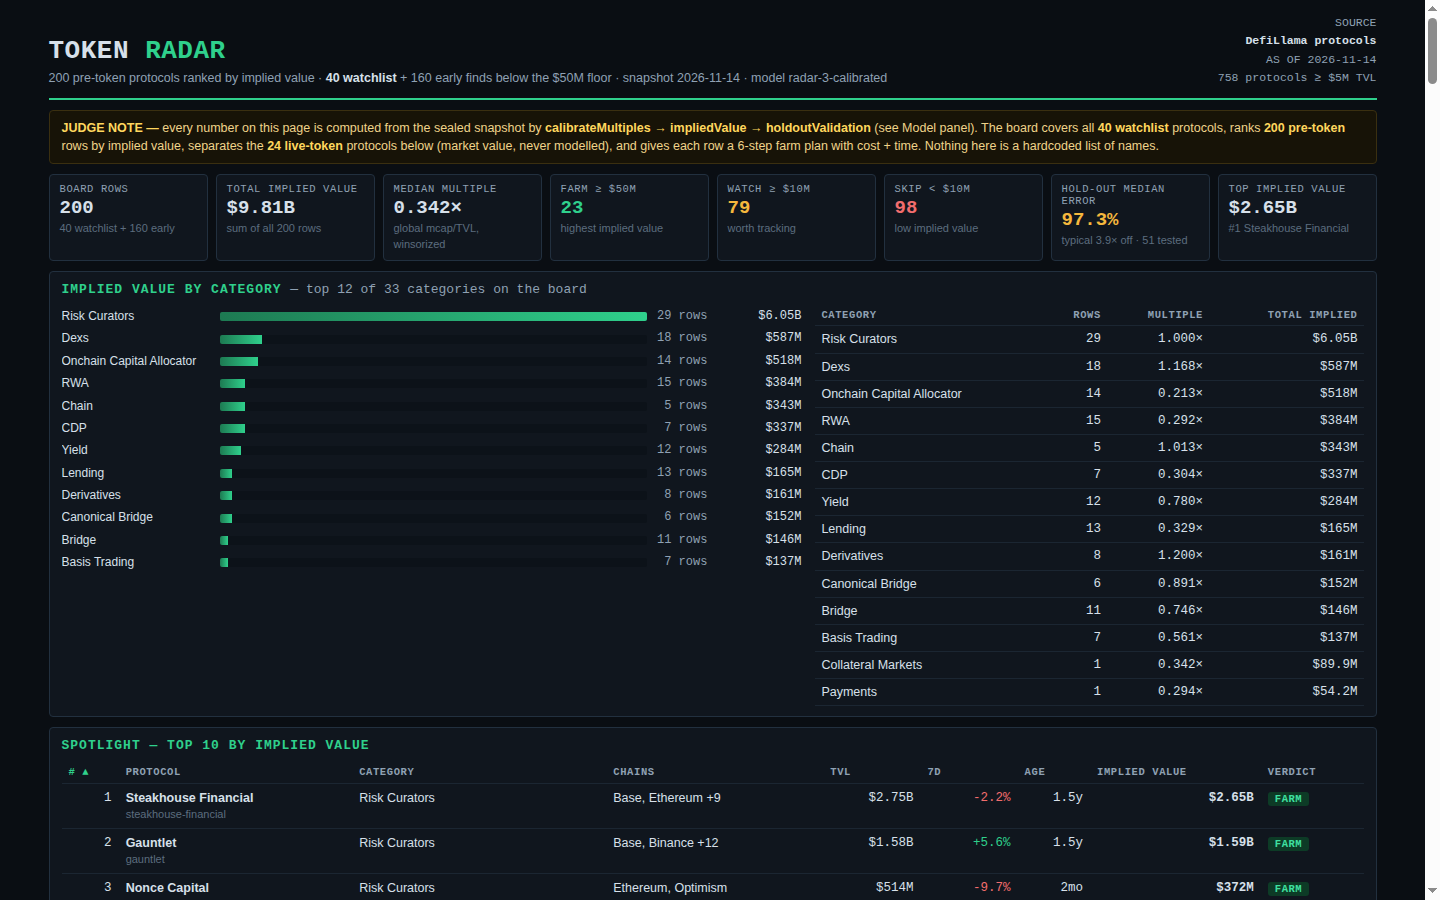 TOKEN RADAR
200 pre-token protocols ranked by implied value · 40 watchlist + 160 early finds below the $50M floor · snapshot 2026-11-14 · model radar-3-calibrated
SOURCE
DefiLlama protocols
AS OF 2026-11-14
758 protocols ≥ $5M TVL
JUDGE NOTE — every number on this page is computed from the sealed snapshot by calibrateMultiples → impliedValue → holdoutValidation (see Model panel). The board covers all 40 watchlist protocols, ranks 200 pre-token
rows by implied value, separates the 24 live-token protocols below (market value, never modelled), and gives each row a 6-step farm plan with cost + time. Nothing here is a hardcoded list of names.
BOARD ROWS
200
40 watchlist + 160 early
TOTAL IMPLIED VALUE
$9.81B
sum of all 200 rows
MEDIAN MULTIPLE
0.342×
global mcap/TVL,
winsorized
FARM ≥ $50M
23
highest implied value
WATCH ≥ $10M
79
worth tracking
SKIP < $10M
98
low implied value
HOLD-OUT MEDIAN
ERROR
97.3%
typical 3.9× off · 51 tested
TOP IMPLIED VALUE
$2.65B
#1 Steakhouse Financial
IMPLIED VALUE BY CATEGORY — top 12 of 33 categories on the board
Risk Curators 29 rows $6.05B
Dexs 18 rows $587M
Onchain Capital Allocator 14 rows $518M
RWA 15 rows $384M
Chain 5 rows $343M
CDP 7 rows $337M
Yield 12 rows $284M
Lending 13 rows $165M
Derivatives 8 rows $161M
Canonical Bridge 6 rows $152M
Bridge 11 rows $146M
Basis Trading 7 rows $137M
CATEGORY ROWS MULTIPLE TOTAL IMPLIED
Risk Curators 29 1.000× $6.05B
Dexs 18 1.168× $587M
Onchain Capital Allocator 14 0.213× $518M
RWA 15 0.292× $384M
Chain 5 1.013× $343M
CDP 7 0.304× $337M
Yield 12 0.780× $284M
Lending 13 0.329× $165M
Derivatives 8 1.200× $161M
Canonical Bridge 6 0.891× $152M
Bridge 11 0.746× $146M
Basis Trading 7 0.561× $137M
Collateral Markets 1 0.342× $89.9M
Payments 1 0.294× $54.2M
SPOTLIGHT — TOP 10 BY IMPLIED VALUE
# ▲ PROTOCOL CATEGORY CHAINS TVL 7D AGE IMPLIED VALUE VERDICT
1 Steakhouse Financial Risk Curators Base, Ethereum +9 $2.75B -2.2% 1.5y $2.65B FARM
steakhouse-financial
2 Gauntlet Risk Curators Base, Binance +12 $1.58B +5.6% 1.5y $1.59B FARM
gauntlet
3 Nonce Capital Risk Curators Ethereum, Optimism $514M -9.7% 2mo $372M FARM